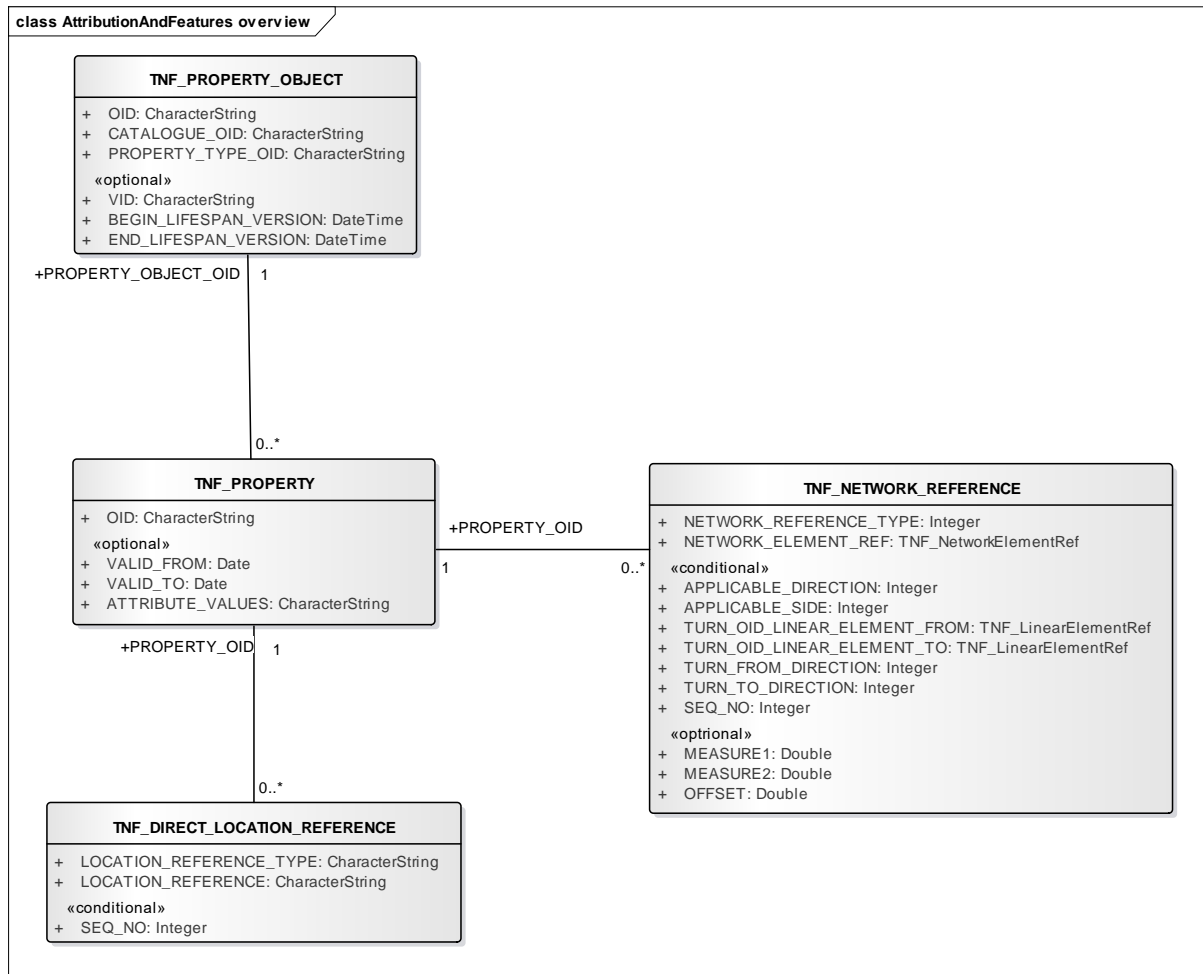 class AttributionAndFeatures overview
TNF_PROPERTY_OBJECT
+ OID: CharacterString
+ CATALOGUE_OID: CharacterString
+ PROPERTY_TYPE_OID: CharacterString
«optional»
+ VID: CharacterString
+ BEGIN_LIFESPAN_VERSION: DateTime
+ END_LIFESPAN_VERSION: DateTime
+PROPERTY_OBJECT_OID 1
0..*
TNF_PROPERTY
+ OID: CharacterString
«optional»
+ VALID_FROM: Date
+ VALID_TO: Date
+ ATTRIBUTE_VALUES: CharacterString
+PROPERTY_OID
1 0..*
TNF_NETWORK_REFERENCE
+ NETWORK_REFERENCE_TYPE: Integer
+ NETWORK_ELEMENT_REF: TNF_NetworkElementRef
«conditional»
+ APPLICABLE_DIRECTION: Integer
+ APPLICABLE_SIDE: Integer
+ TURN_OID_LINEAR_ELEMENT_FROM: TNF_LinearElementRef
+ TURN_OID_LINEAR_ELEMENT_TO: TNF_LinearElementRef
+ TURN_FROM_DIRECTION: Integer
+ TURN_TO_DIRECTION: Integer
+ SEQ_NO: Integer
«optrional»
+ MEASURE1: Double
+ MEASURE2: Double
+ OFFSET: Double
+PROPERTY_OID 1
0..*
TNF_DIRECT_LOCATION_REFERENCE
+ LOCATION_REFERENCE_TYPE: CharacterString
+ LOCATION_REFERENCE: CharacterString
«conditional»
+ SEQ_NO: Integer